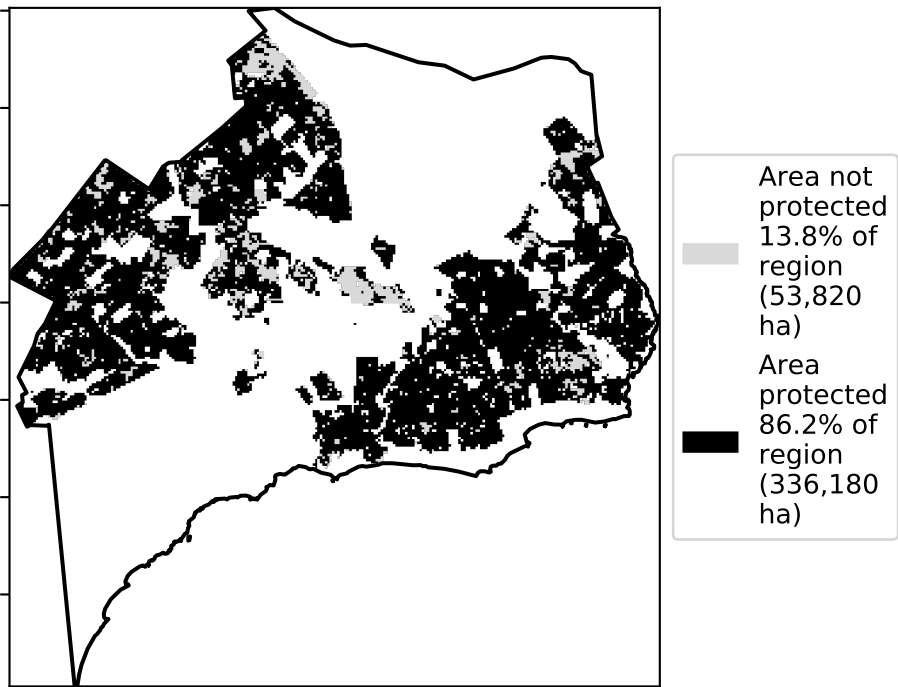 Area not
protected
13.8% of
region
(53,820
ha)
Area
protected
86.2% of
region
(336,180
ha)